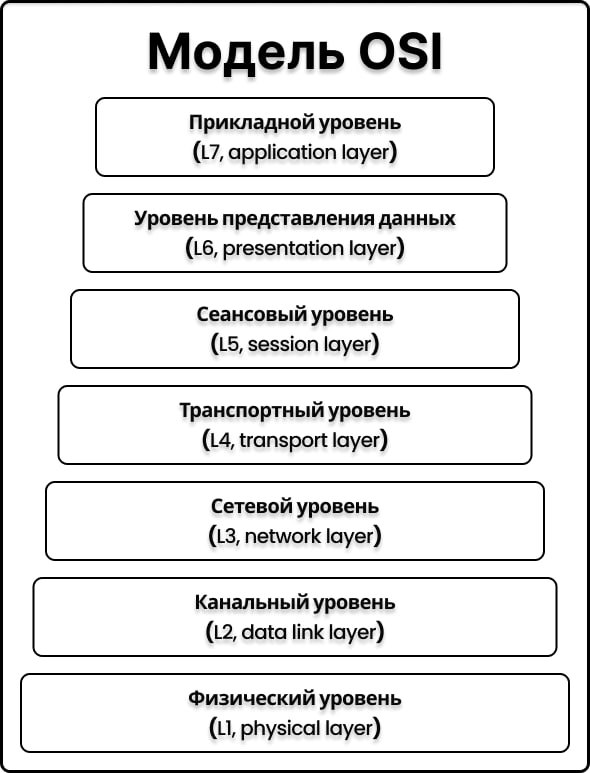 Модель OSI
Прикладной уровень
(L7, application layer)
Уровень представления данных
(L6, presentation layer)
Сеансовый уровень
(L5, session layer)
Транспортный уровень
(L4, transport layer)
Сетевой уровень
(L3, network layer)
Канальный уровень
(L2, data link layer)
Физический уровень
(L1, physical layer)